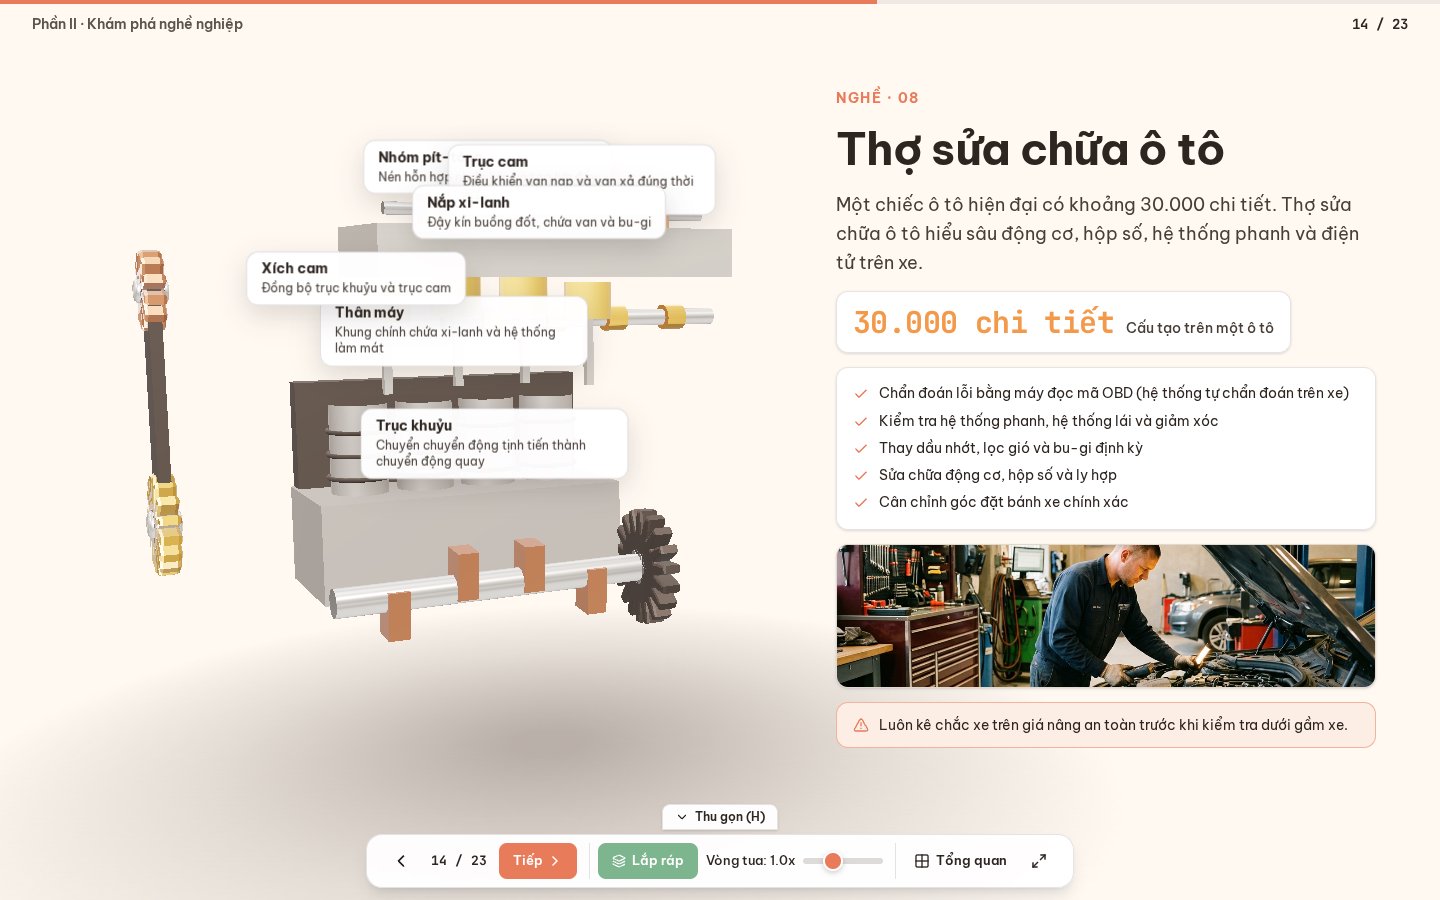 Phần II · Khám phá nghề nghiệp
14 / 23
Nhóm pít-
Nén hỗn hợp
Trục cam
Điều khiển van nạp và van xả đúng thời
Nắp xi-lanh
Đậy kín buồng đốt, chứa van và bu-gi
Xích cam
Đồng bộ trục khuỷu và trục cam
Thân máy
Khung chính chứa xi-lanh và hệ thống
làm mát
Trục khuỷu
Chuyển chuyển động tịnh tiến thành
chuyển động quay
NGHỀ · 08
Thợ sửa chữa ô tô
Một chiếc ô tô hiện đại có khoảng 30.000 chi tiết. Thợ sửa
chữa ô tô hiểu sâu động cơ, hộp số, hệ thống phanh và điện
tử trên xe.
30.000 chi tiết Cấu tạo trên một ô tô
Chẩn đoán lỗi bằng máy đọc mã OBD (hệ thống tự chẩn đoán trên xe)
Kiểm tra hệ thống phanh, hệ thống lái và giảm xóc
Thay dầu nhớt, lọc gió và bu-gi định kỳ
Sửa chữa động cơ, hộp số và ly hợp
Cân chỉnh góc đặt bánh xe chính xác
Luôn kê chắc xe trên giá nâng an toàn trước khi kiểm tra dưới gầm xe.
Thu gọn (H)
14 / 23
Tiếp
Lắp ráp
Vòng tua: 1.0x
Tổng quan